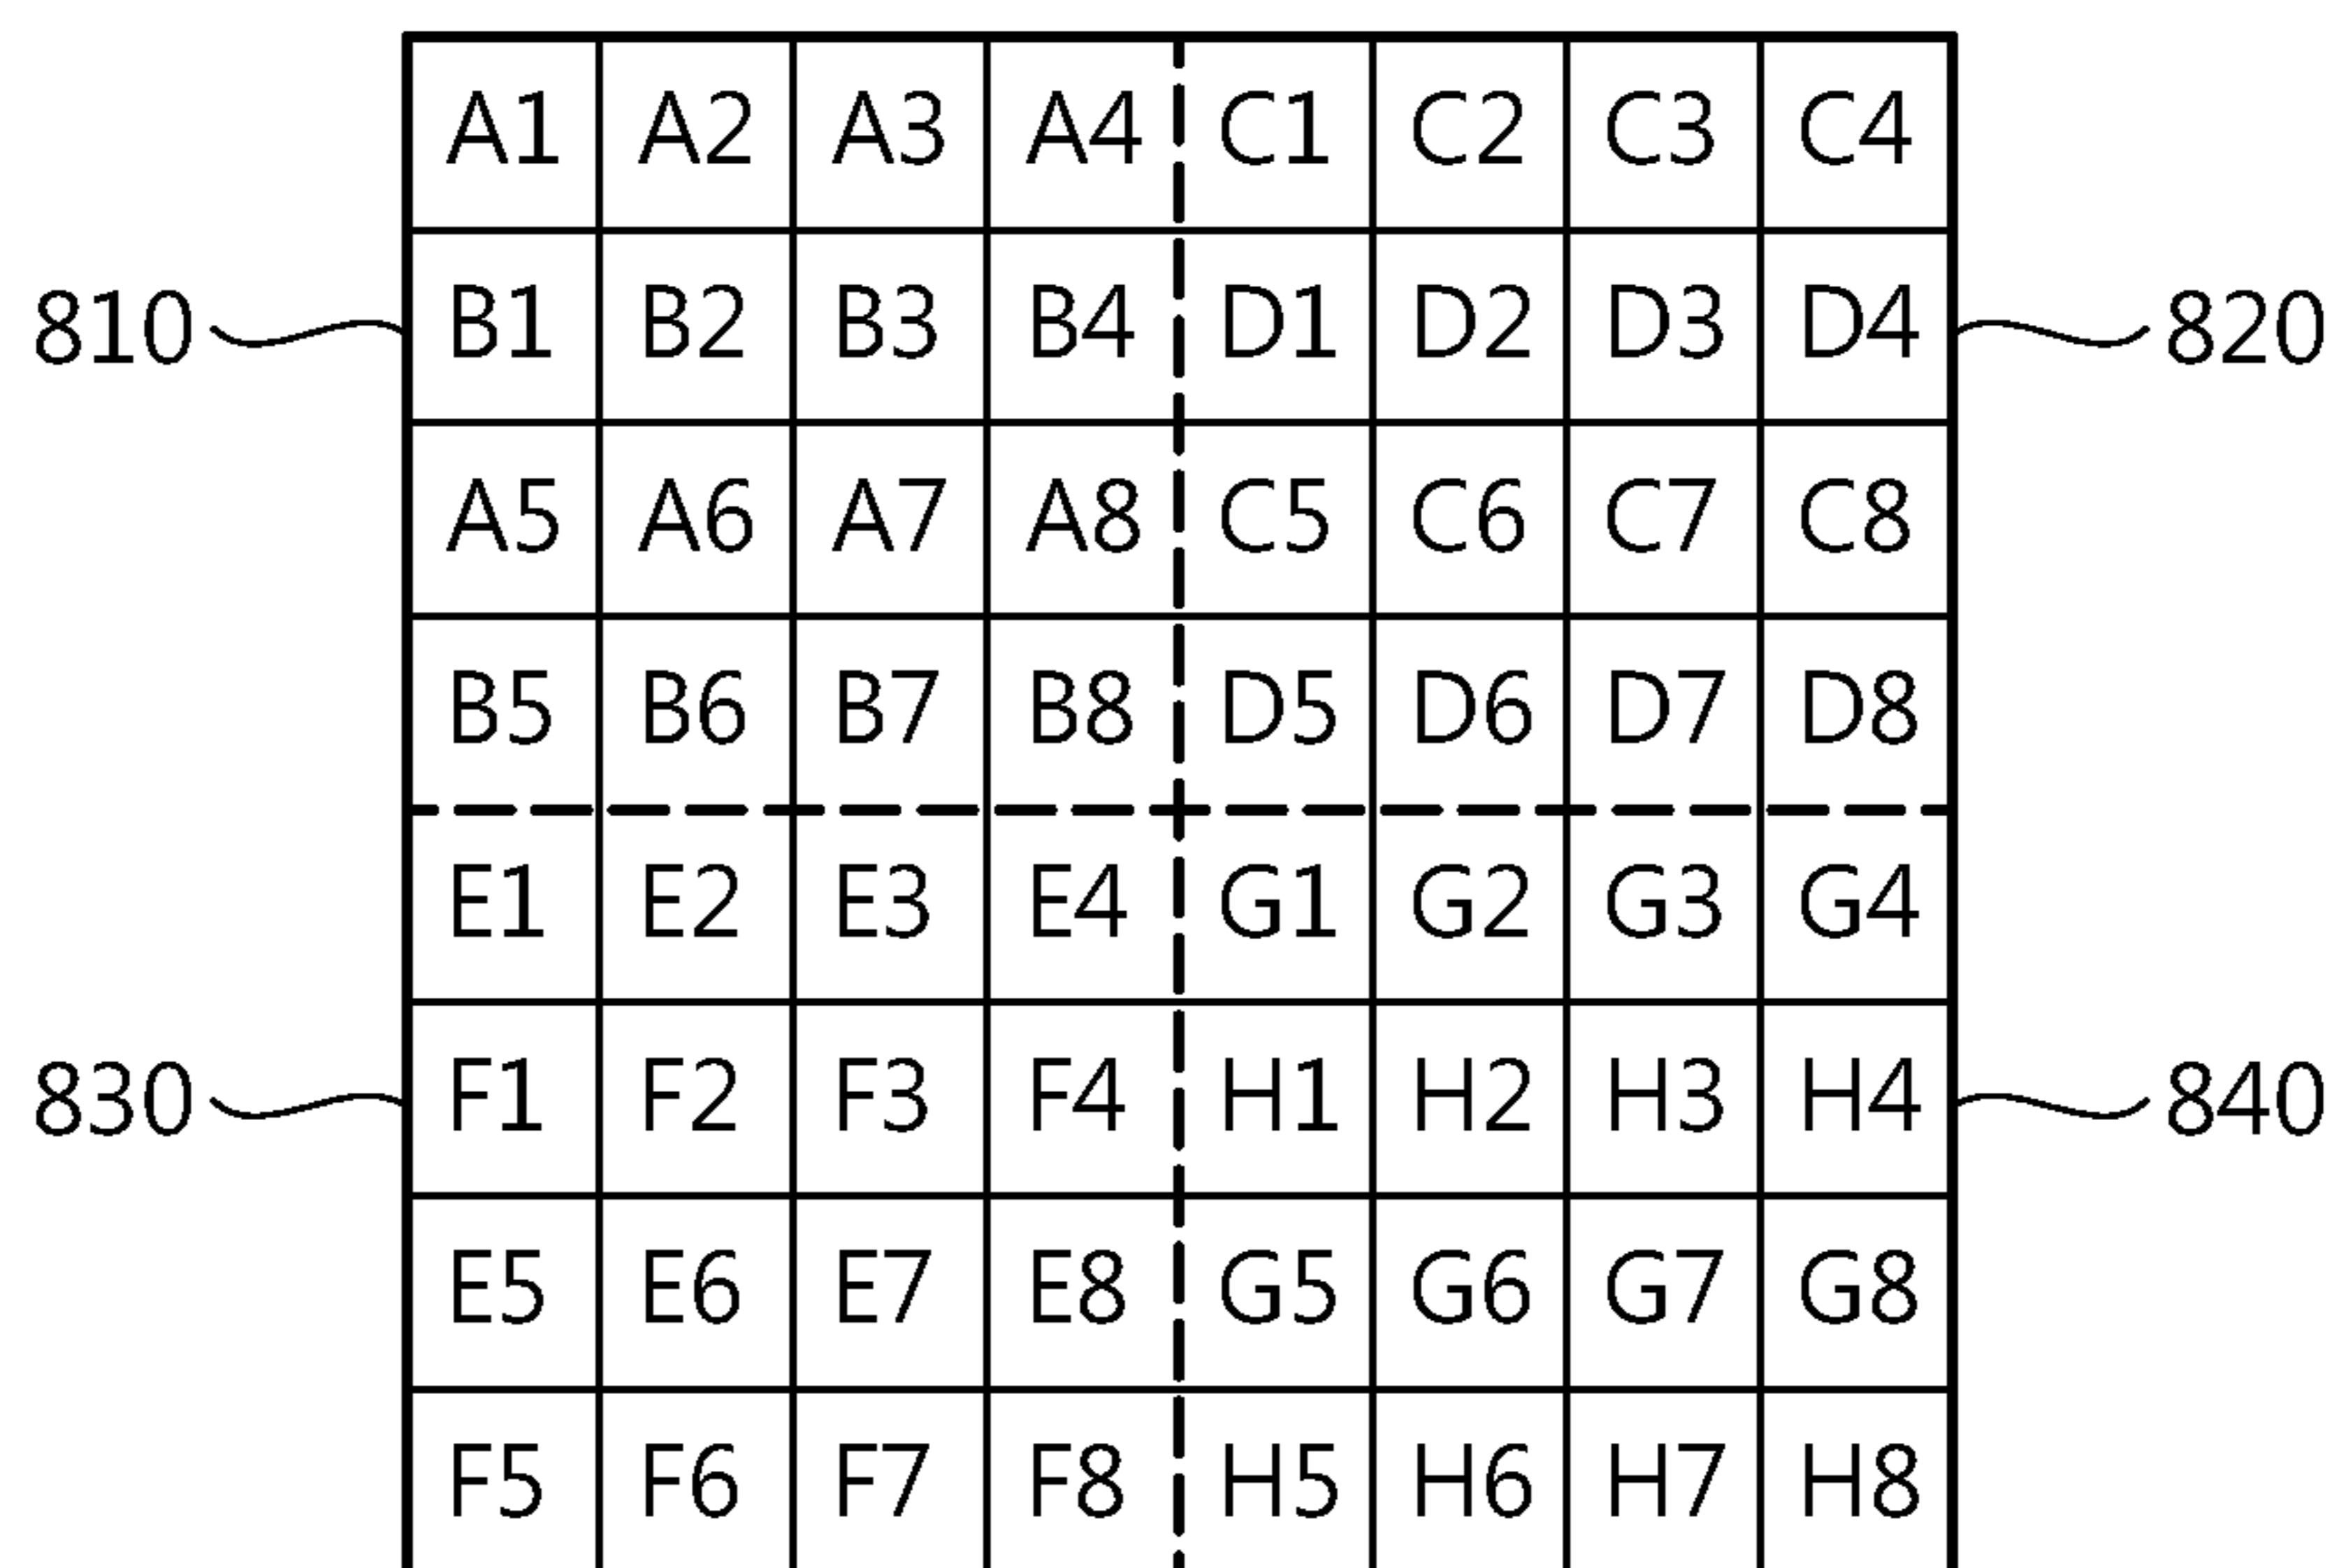 A1 A2 A3 A4 C1 C2 C3 C4
810 B1 B2 B3 B4 D1 D2 D3 D4 820
A5 A6 A7 A8 C5 C6 C7 C8
B5 B6 B7 B8 D5 D6 D7 D8
E1 E2 E3 E4 G1 G2 G3 G4
830 F1 F2 F3 F4 H1 H2 H3 H4 840
E5 E6 E7 E8 G5 G6 G7 G8
F5 F6 F7 F8 H5 H6 H7 H8